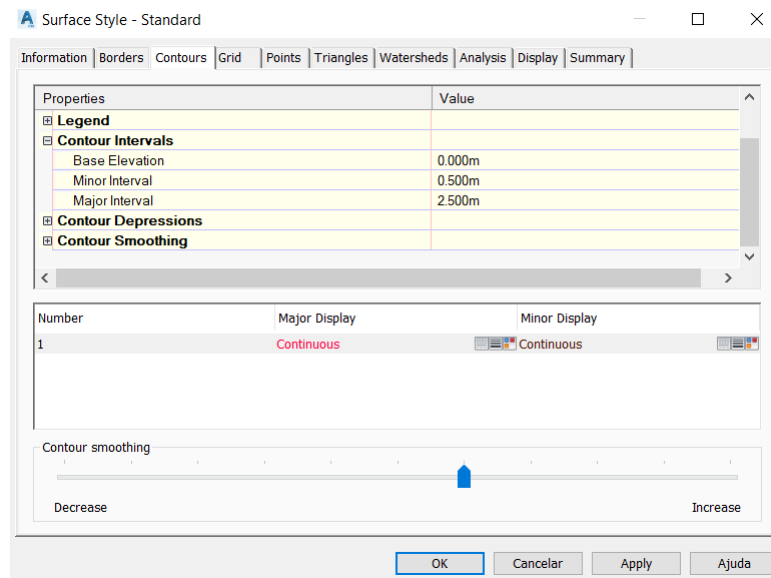 Surface Style - Standard
Information Borders Contours Grid Points Triangles Watersheds Analysis Display Summary
Properties Value
Legend
Contour Intervals
Base Elevation 0.000m
Minor Interval 0.500m
Major Interval 2.500m
Contour Depressions
Contour Smoothing
Number Major Display Minor Display
1 Continuous Continuous
Contour smoothing
Decrease Increase
OK Cancelar Apply Ajuda